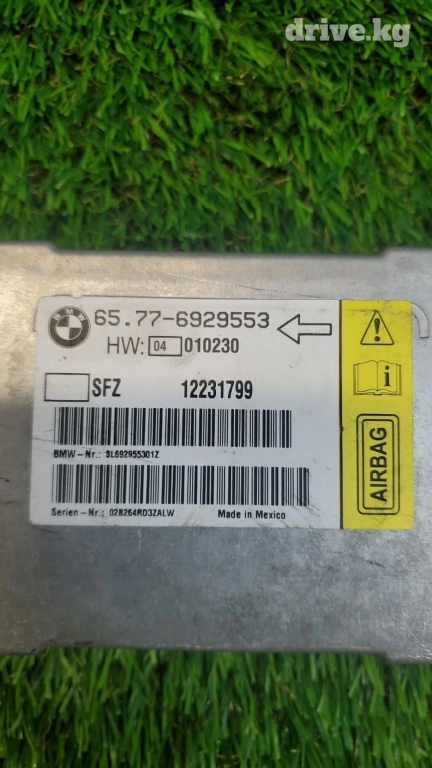 drive.kg
BMW
65.77-6929553
HW: 04 010230
SFZ 12231799
BMW-Nr.: SL692955301Z
Serien-Nr.: 028264RD3ZALW Made in Mexico
AIRBAG